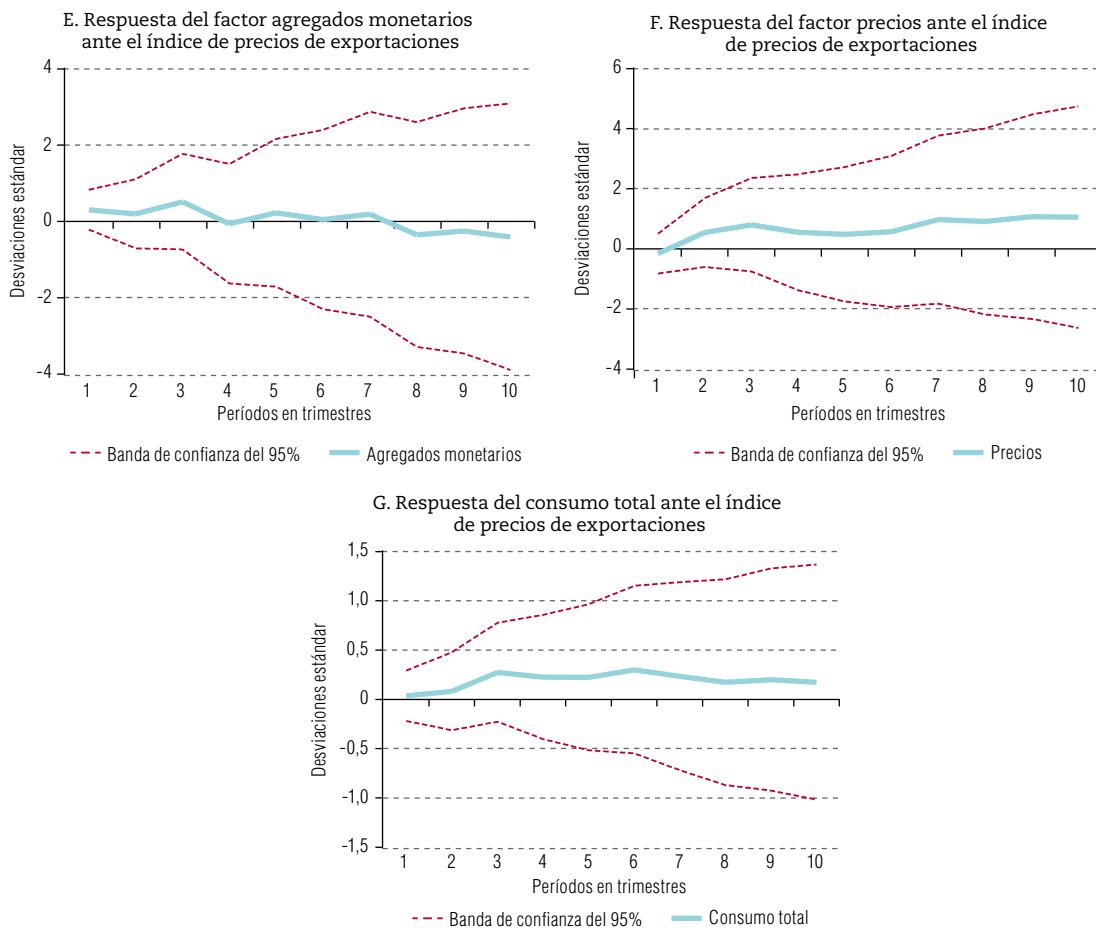 E. Respuesta del factor agregados monetarios
ante el índice de precios de exportaciones
Desviaciones estándar
4
2
0
-2
-4
1 2 3 4 5 6 7 8 9 10
Períodos en trimestres
Banda de confianza del 95% Agregados monetarios
F. Respuesta del factor precios ante el índice
de precios de exportaciones
Desviaciones estándar
6
4
2
0
-2
-4
1 2 3 4 5 6 7 8 9 10
Períodos en trimestres
Banda de confianza del 95% Precios
G. Respuesta del consumo total ante el índice
de precios de exportaciones
Desviaciones estándar
1,5
1,0
0,5
0
-0,5
-1,0
-1,5
1 2 3 4 5 6 7 8 9 10
Períodos en trimestres
Banda de confianza del 95% Consumo total